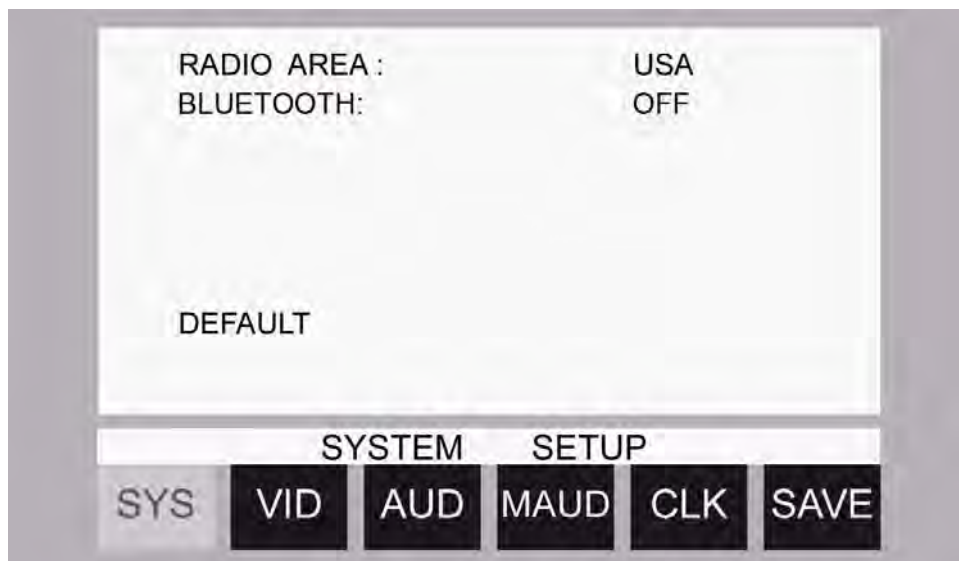 RADIO AREA : USA
BLUETOOTH: OFF
DEFAULT
SYSTEM SETUP
SYS VID AUD MAUD CLK SAVE